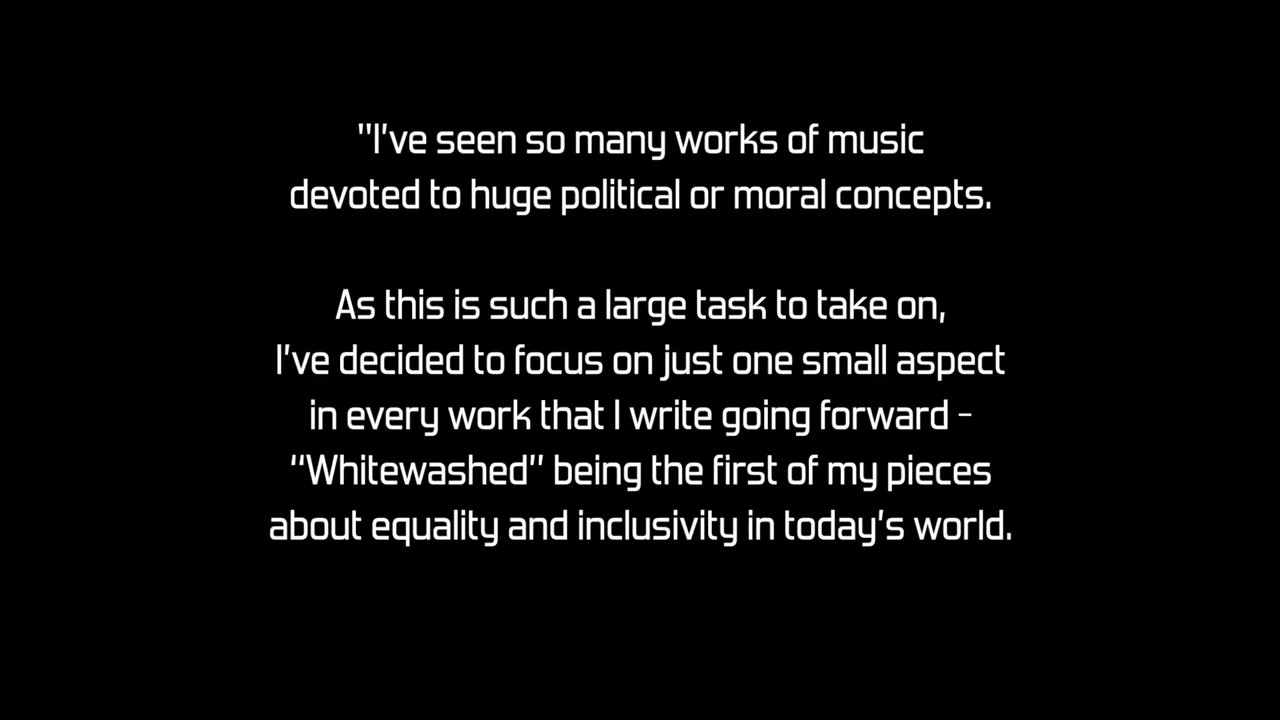 "I've seen so many works of music
devoted to huge political or moral concepts.
As this is such a large task to take on,
I've decided to focus on just one small aspect
in every work that I write going forward -
“Whitewashed” being the first of my pieces
about equality and inclusivity in today's world.